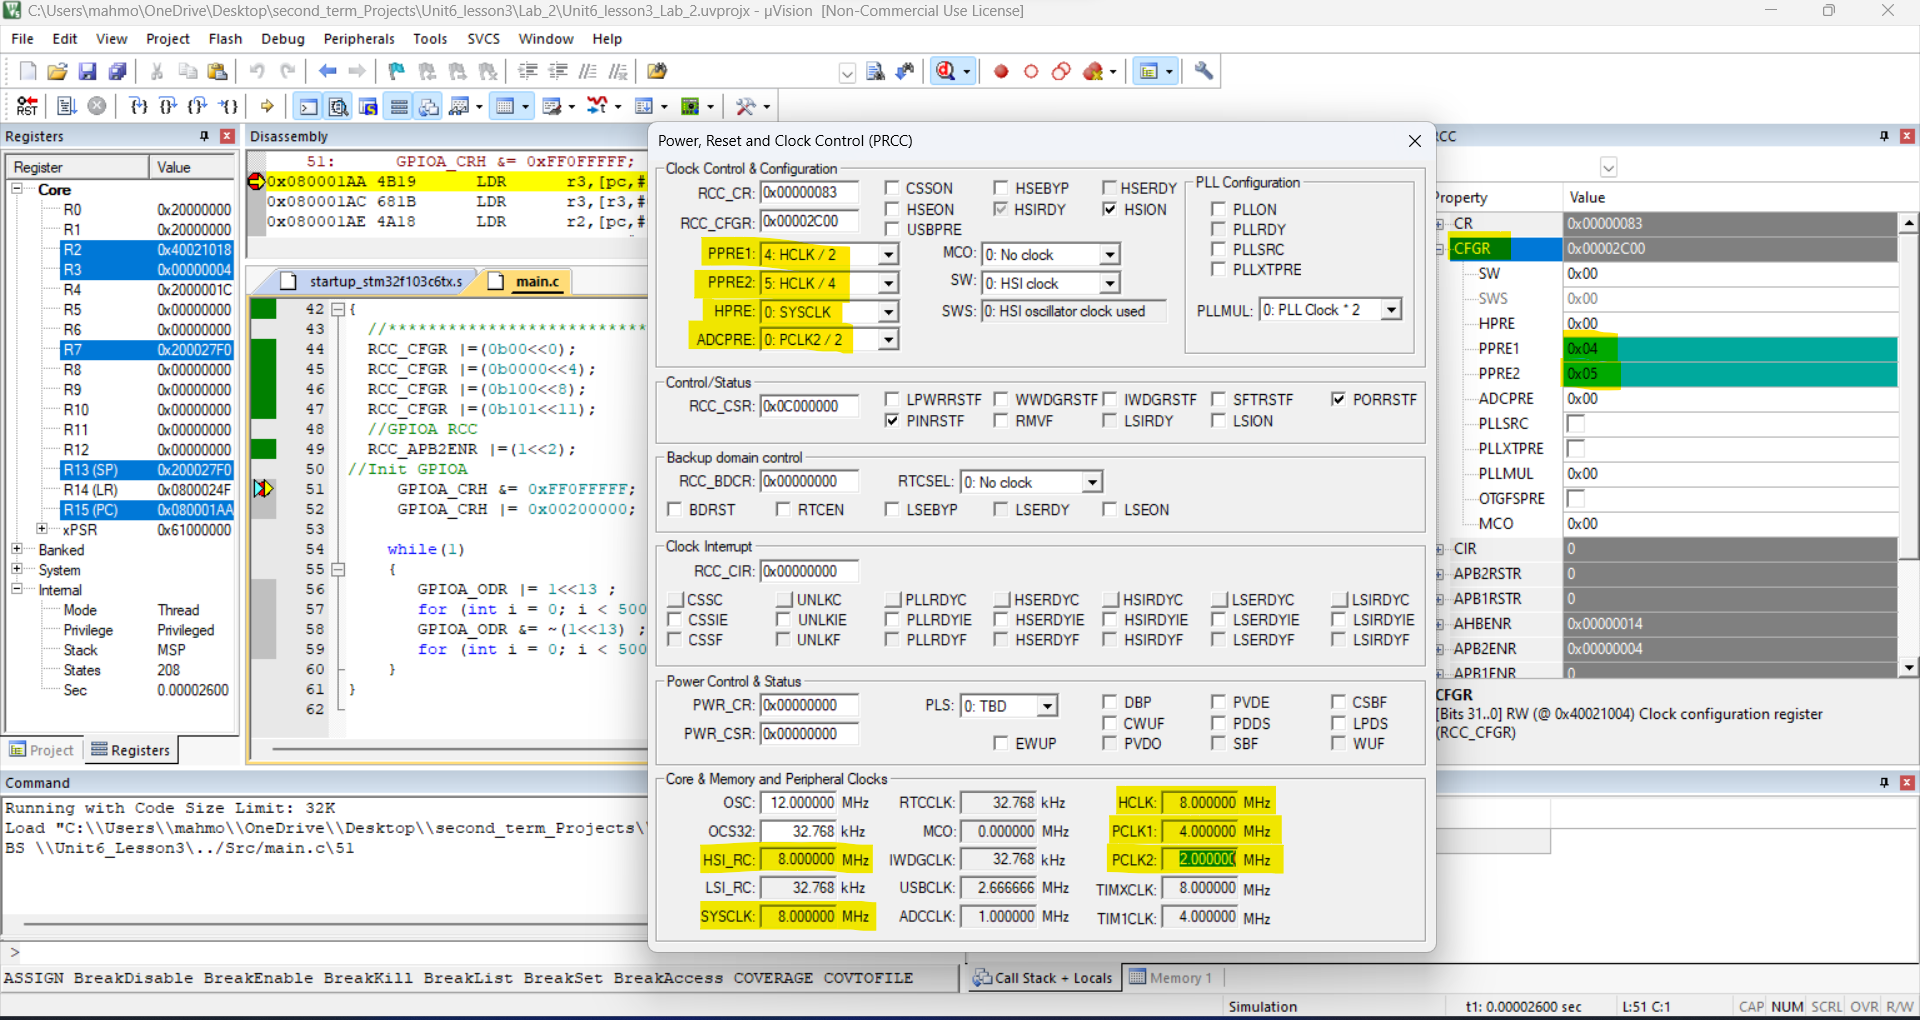 C:\Users\mahmo\OneDrive\Desktop\second_term_Projects\Unit6_lesson3\Lab_2\Unit6_lesson3_Lab_2.uvprojx - µVision [Non-Commercial Use License]
File Edit View Project Flash Debug Peripherals Tools SVCS Window Help
RST
Registers
Register Value
Core
R0 0x20000000
R1 0x20000000
R2 0x40021018
R3 0x00000004
R4 0x2000001C
R5 0x00000000
R6 0x00000000
R7 0x200027F0
R8 0x00000000
R9 0x00000000
R10 0x00000000
R11 0x00000000
R12 0x00000000
R13 (SP) 0x200027F0
R14 (LR) 0x0800024F
R15 (PC) 0x080001AA
xPSR 0x61000000
Banked
System
Internal
Mode Thread
Privilege Privileged
Stack MSP
States 208
Sec 0.00002600
Project Registers
Disassembly
51: GPIOA_CRH &= 0xFF0FFFFF;
0x080001AA 4B19 LDR r3,[pc,#
0x080001AC 681B LDR r3,[r3,#
0x080001AE 4A18 LDR r2,[pc,#
startup_stm32f103c6tx.s main.c
42 {
43 //**************************
44 RCC_CFGR |=(0b00<<0);
45 RCC_CFGR |=(0b0000<<4);
46 RCC_CFGR |=(0b100<<8);
47 RCC_CFGR |=(0b101<<11);
48 //GPIOA RCC
49 RCC_APB2ENR |=(1<<2);
50 //Init GPIOA
51 GPIOA_CRH &= 0xFF0FFFFF;
52 GPIOA_CRH |= 0x00200000;
53
54 while(1)
55 {
56 GPIOA_ODR |= 1<<13 ;
57 for (int i = 0; i < 500
58 GPIOA_ODR &= ~(1<<13) ;
59 for (int i = 0; i < 500
60 }
61 }
62
Power, Reset and Clock Control (PRCC)
Clock Control & Configuration
RCC_CR: 0x00000083 CSSON HSEBYP HSERDY
HSEON HSIRDY HSION
RCC_CFGR: 0x00002C00 USBPRE
PPRE1: 4: HCLK / 2 MCO: 0: No clock
PPRE2: 5: HCLK / 4 SW: 0: HSI clock
HPRE: 0: SYSCLK SWS: 0: HSI oscillator clock used
ADCPRE: 0: PCLK2 / 2
PLL Configuration
PLLON
PLLRDY
PLLSRC
PLLXTPRE
PLLMUL: 0: PLL Clock * 2
Control/Status
RCC_CSR: 0x0C000000 LPWRRSTF WWDGRSTF IWDGRSTF SFTRSTF PORRSTF
PINRSTF RMVF LSIRDY LSION
Backup domain control
RCC_BDCR: 0x00000000 RTCSEL: 0: No clock
BDRST RTCEN LSEBYP LSERDY LSEON
Clock Interrupt
RCC_CIR: 0x00000000
CSSC UNLKC PLLRDYC HSERDYC HSIRDYC LSERDYC LSIRDYC
CSSIE UNLKIE PLLRDYIE HSERDYIE HSIRDYIE LSERDYIE LSIRDYIE
CSSF UNLKF PLLRDYF HSERDYF HSIRDYF LSERDYF LSIRDYF
Power Control & Status
PWR_CR: 0x00000000 PLS: 0: TBD DBP PVDE CSBF
CWUF PDDS LPDS
PWR_CSR: 0x00000000 EWUP PVDO SBF WUF
Core & Memory and Peripheral Clocks
OSC: 12.000000 MHz RTCCLK: 32.768 kHz HCLK: 8.000000 MHz
OCS32: 32.768 kHz MCO: 0.000000 MHz PCLK1: 4.000000 MHz
HSI_RC: 8.000000 MHz IWDGCLK: 32.768 kHz PCLK2: 2.000000 MHz
LSI_RC: 32.768 kHz USBCLK: 2.666666 MHz TIMXCLK: 8.000000 MHz
SYSCLK: 8.000000 MHz ADCCLK: 1.000000 MHz TIM1CLK: 4.000000 MHz
RCC
Property Value
CR 0x00000083
CFGR 0x00002C00
SW 0x00
SWS 0x00
HPRE 0x00
PPRE1 0x04
PPRE2 0x05
ADCPRE 0x00
PLLSRC
PLLXTPRE
PLLMUL 0x00
OTGFSPRE
MCO 0x00
CIR 0
APB2RSTR 0
APB1RSTR 0
AHBENR 0x00000014
APB2ENR 0x00000004
APB1ENR 0
CFGR
[Bits 31..0] RW (@ 0x40021004) Clock configuration register
(RCC_CFGR)
Command
Running with Code Size Limit: 32K
Load "C:\\Users\\mahmo\\OneDrive\\Desktop\\second_term_Projects\\
BS \\Unit6_Lesson3\../Src/main.c\51
>
ASSIGN BreakDisable BreakEnable BreakKill BreakList BreakSet BreakAccess COVERAGE COVTOFILE
Call Stack + Locals Memory 1
Simulation t1: 0.00002600 sec L:51 C:1 CAP NUM SCRL OVR R/W